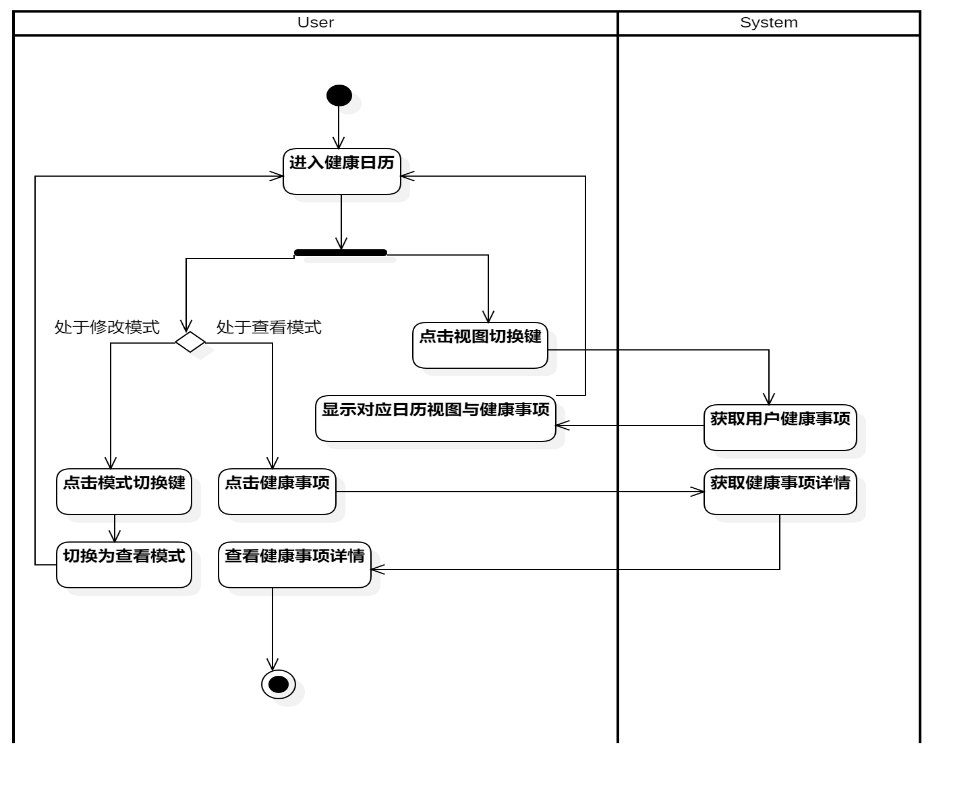 User
System
进入健康日历
处于修改模式
处于查看模式
点击视图切换键
显示对应日历视图与健康事项
获取用户健康事项
点击模式切换键
点击健康事项
获取健康事项详情
切换为查看模式
查看健康事项详情